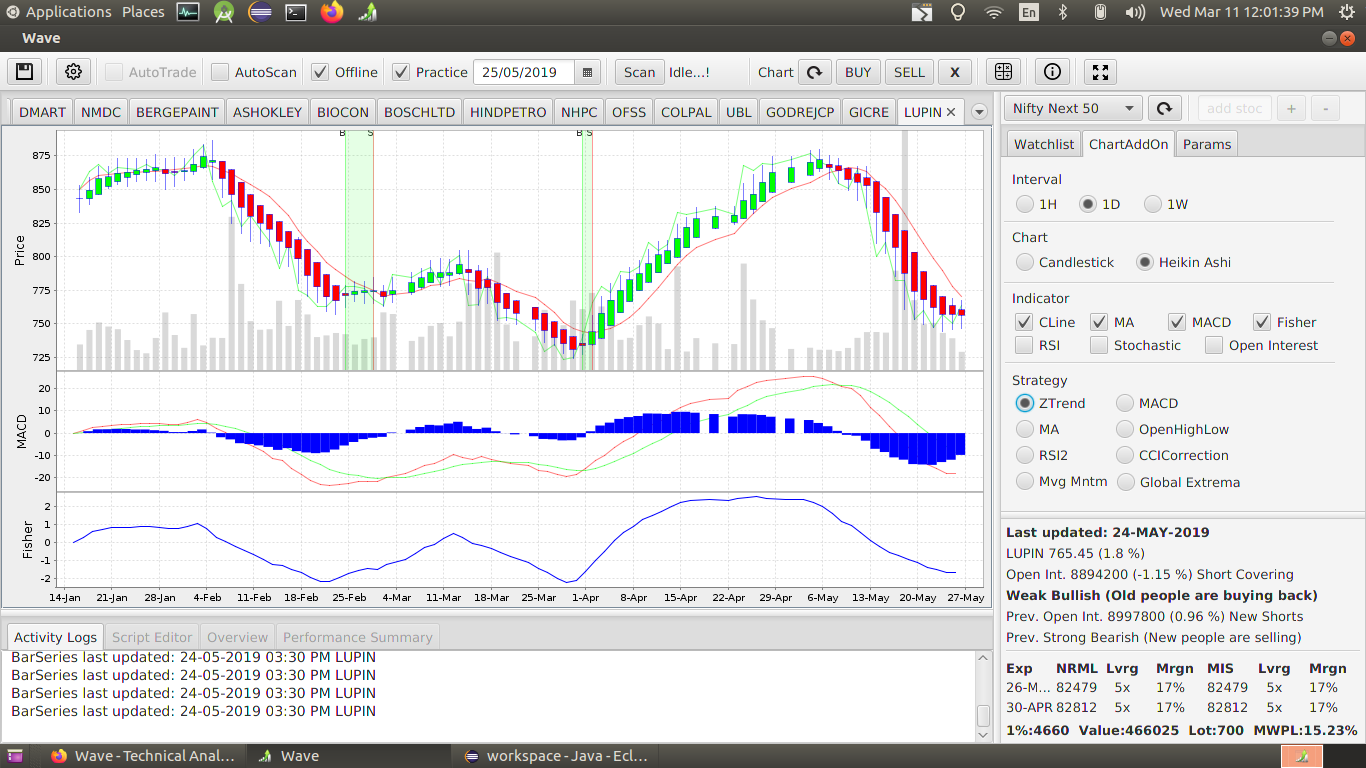 Applications Places En Wed Mar 11 12:01:39 PM
Wave
AutoTrade AutoScan Offline Practice 25/05/2019 Scan Idle...! Chart BUY SELL X
DMART NMDC BERGEPAINT ASHOKLEY BIOCON BOSCHLTD HINDPETRO NHPC OFSS COLPAL UBL GODREJCP GICRE LUPIN
Nifty Next 50 add stoc + -
Watchlist ChartAddOn Params
Interval
1H 1D 1W
Chart
Candlestick Heikin Ashi
Indicator
CLine MA MACD Fisher
RSI Stochastic Open Interest
Strategy
ZTrend MACD
MA OpenHighLow
RSI2 CCICorrection
Mvg Mntm Global Extrema
B S B S
875
850
825
800
775
750
725
Price
20
10
0
-10
-20
MACD
2
1
0
-1
-2
Fisher
14-Jan 21-Jan 28-Jan 4-Feb 11-Feb 18-Feb 25-Feb 4-Mar 11-Mar 18-Mar 25-Mar 1-Apr 8-Apr 15-Apr 22-Apr 29-Apr 6-May 13-May 20-May 27-May
Last updated: 24-MAY-2019
LUPIN 765.45 (1.8 %)
Open Int. 8894200 (-1.15 %) Short Covering
Weak Bullish (Old people are buying back)
Prev. Open Int. 8997800 (0.96 %) New Shorts
Prev. Strong Bearish (New people are selling)
Exp NRML Lvrg Mrgn MIS Lvrg Mrgn
26-M... 82479 5x 17% 82479 5x 17%
30-APR 82812 5x 17% 82812 5x 17%
1%:4660 Value:466025 Lot:700 MWPL:15.23%
Activity Logs Script Editor Overview Performance Summary
BarSeries last updated: 24-05-2019 03:30 PM LUPIN
BarSeries last updated: 24-05-2019 03:30 PM LUPIN
BarSeries last updated: 24-05-2019 03:30 PM LUPIN
BarSeries last updated: 24-05-2019 03:30 PM LUPIN
Wave - Technical Anal... Wave workspace - Java - Ecl...